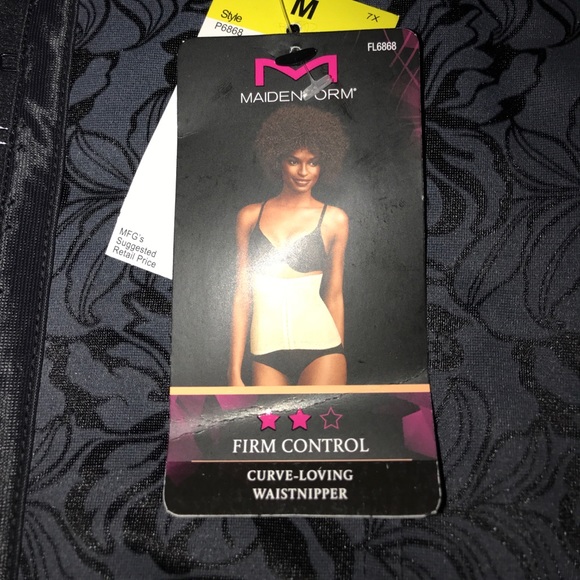 Style
P6868
M
7X
FL6868
MAIDENFORM®
MFG's
Suggested
Retail Price
FIRM CONTROL
CURVE-LOVING
WAISTNIPPER